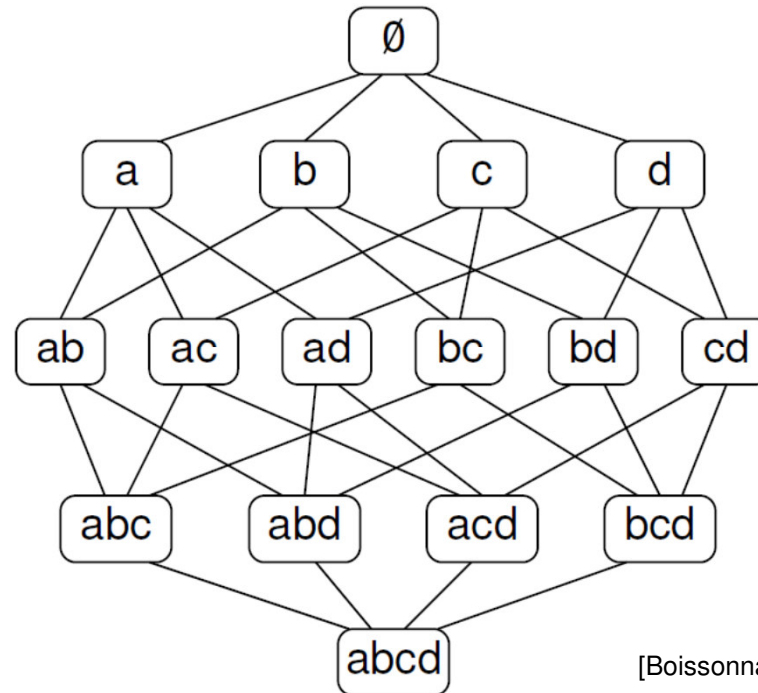 Ø
a b c d
ab ac ad bc bd cd
abc abd acd bcd
abcd
[Boissonna